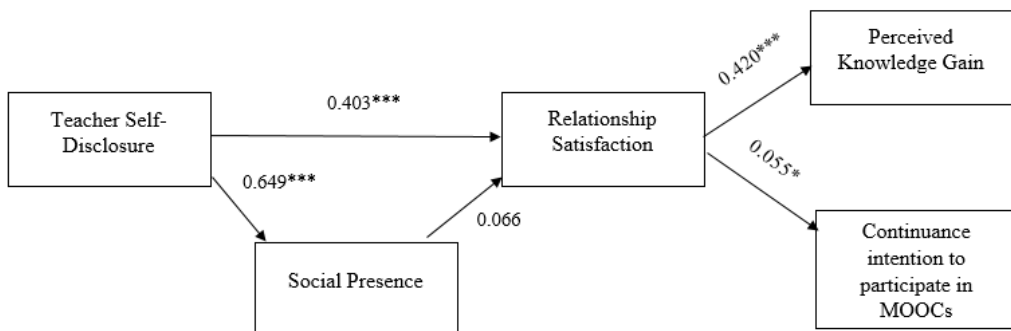 Perceived
Knowledge Gain
0.420***
Teacher Self-
Disclosure
0.403***
Relationship
Satisfaction
0.055*
0.649***
0.066
Social Presence
Continuance
intention to
participate in
MOOCs